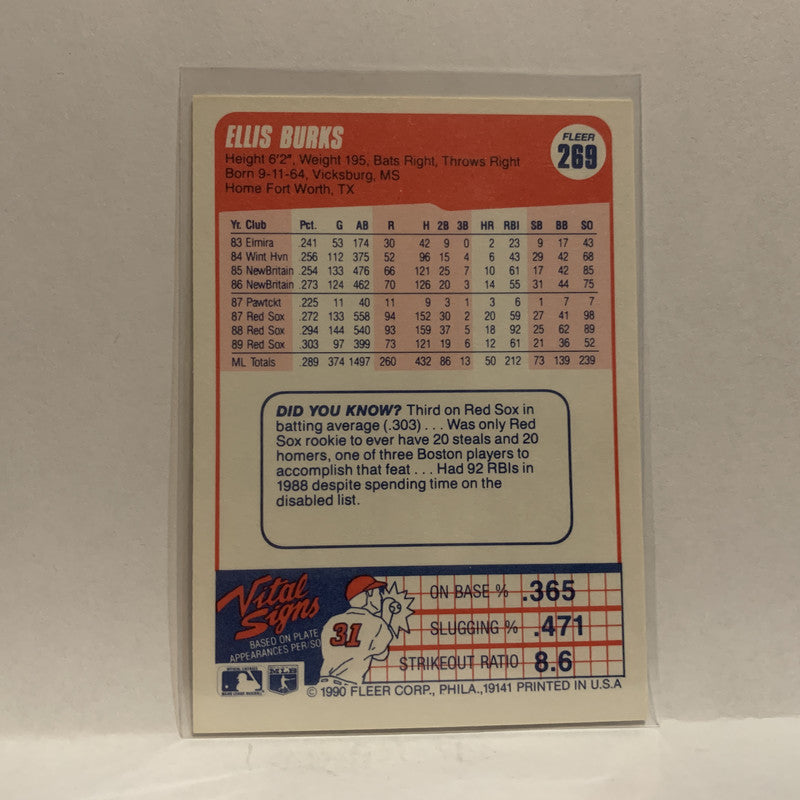 ELLIS BURKS
FLEER
269
Height 6'2", Weight 195, Bats Right, Throws Right
Born 9-11-64, Vicksburg, MS
Home Fort Worth, TX
Yr. Club Pct. G AB R H 2B 3B HR RBI SB BB SO
83 Elmira .241 53 174 30 42 9 0 2 23 9 17 43
84 Wint Hvn .256 112 375 52 96 15 4 6 43 29 42 68
85 NewBritain .254 133 476 66 121 25 7 10 61 17 42 85
86 NewBritain .273 124 462 70 126 20 3 14 55 31 44 75
87 Pawtckt .225 11 40 11 9 3 1 3 6 1 7 7
87 Red Sox .272 133 558 94 152 30 2 20 59 27 41 98
88 Red Sox .294 144 540 93 159 37 5 18 92 25 62 89
89 Red Sox .303 97 399 73 121 19 6 12 61 21 36 52
ML Totals .289 374 1497 260 432 86 13 50 212 73 139 239
DID YOU KNOW? Third on Red Sox in
batting average (.303) . . . Was only Red
Sox rookie to ever have 20 steals and 20
homers, one of three Boston players to
accomplish that feat . . . Had 92 RBIs in
1988 despite spending time on the
disabled list.
Vital
Signs
BASED ON PLATE
APPEARANCES PER/SO
31
ON BASE % .365
SLUGGING % .471
STRIKEOUT RATIO 8.6
MLB
© 1990 FLEER CORP., PHILA.,19141 PRINTED IN U.S.A